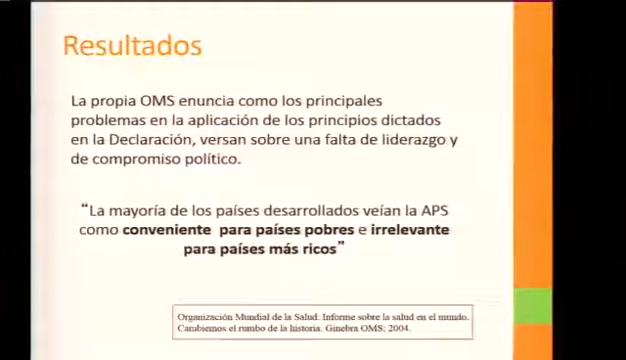 Resultados
La propia OMS enuncia como los principales
problemas en la aplicación de los principios dictados
en la Declaración, versan sobre una falta de liderazgo y
de compromiso político.
“La mayoría de los países desarrollados veían la APS
como conveniente para países pobres e irrelevante
para países más ricos”
Organización Mundial de la Salud. Informe sobre la salud en el mundo.
Cambiemos el rumbo de la historia. Ginebra OMS; 2004.